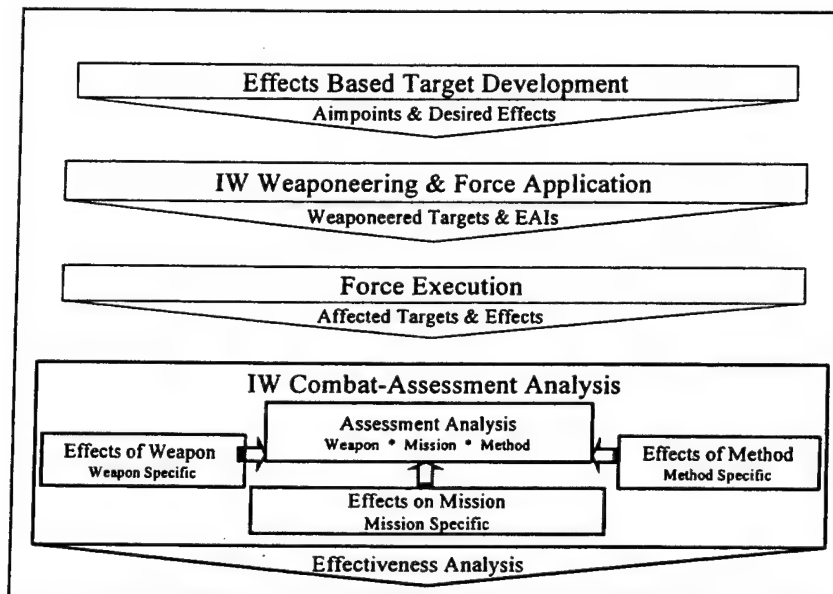 Effects Based Target Development
Aimpoints & Desired Effects
IW Weaponeering & Force Application
Weaponeered Targets & EAIs
Force Execution
Affected Targets & Effects
IW Combat-Assessment Analysis
Assessment Analysis
Weapon * Mission * Method
Effects of Weapon
Weapon Specific
Effects of Method
Method Specific
Effects on Mission
Mission Specific
Effectiveness Analysis